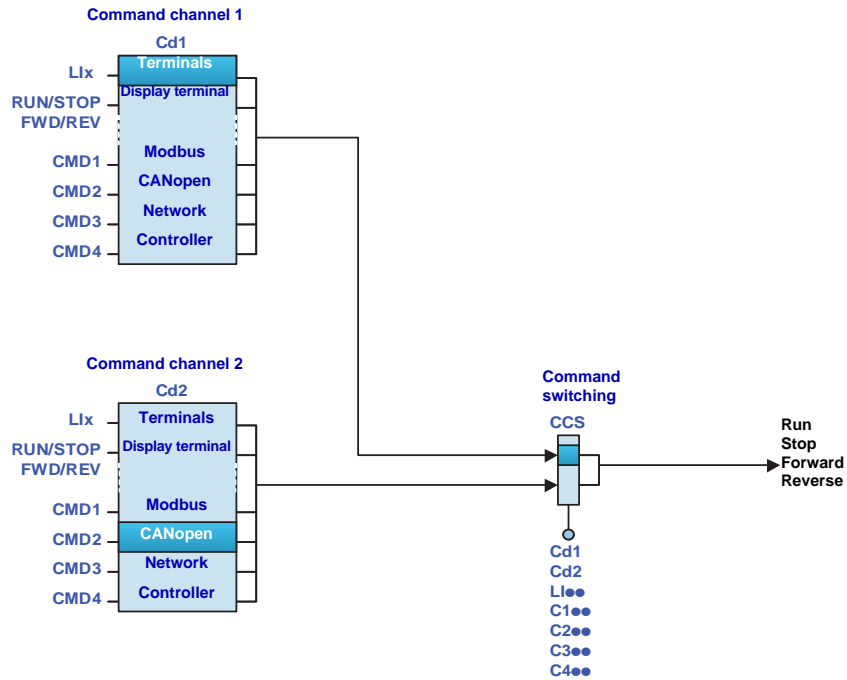 Command channel 1
Cd1
LIx
Terminals
Display terminal
RUN/STOP
FWD/REV
CMD1
Modbus
CMD2
CANopen
CMD3
Network
CMD4
Controller
Command channel 2
Cd2
LIx
Terminals
RUN/STOP
Display terminal
FWD/REV
CMD1
Modbus
CMD2
CANopen
CMD3
Network
CMD4
Controller
Command
switching
CCS
Run
Stop
Forward
Reverse
Cd1
Cd2
LI●●
C1●●
C2●●
C3●●
C4●●